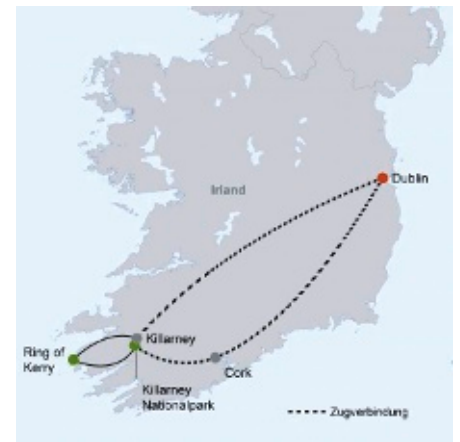 Irland
Dublin
Killarney
Ring of
Kerry
Cork
Killarney
Nationalpark
Zugverbindung